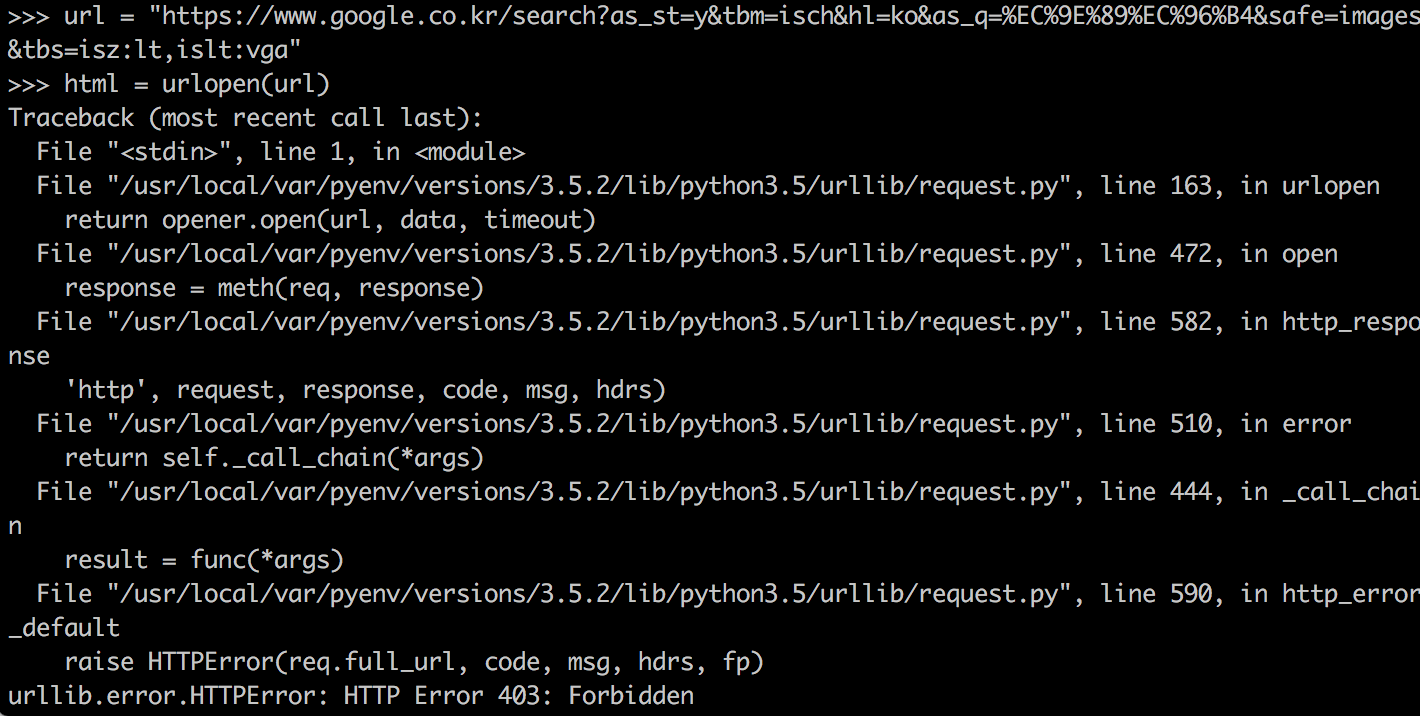 >>> url = "https://www.google.co.kr/search?as_st=y&tbm=isch&hl=ko&as_q=%EC%9E%89%EC%96%B4&safe=images
&tbs=isz:lt,islt:vga"
>>> html = urlopen(url)
Traceback (most recent call last):
  File "<stdin>", line 1, in <module>
  File "/usr/local/var/pyenv/versions/3.5.2/lib/python3.5/urllib/request.py", line 163, in urlopen
    return opener.open(url, data, timeout)
  File "/usr/local/var/pyenv/versions/3.5.2/lib/python3.5/urllib/request.py", line 472, in open
    response = meth(req, response)
  File "/usr/local/var/pyenv/versions/3.5.2/lib/python3.5/urllib/request.py", line 582, in http_respo
nse
    'http', request, response, code, msg, hdrs)
  File "/usr/local/var/pyenv/versions/3.5.2/lib/python3.5/urllib/request.py", line 510, in error
    return self._call_chain(*args)
  File "/usr/local/var/pyenv/versions/3.5.2/lib/python3.5/urllib/request.py", line 444, in _call_chai
n
    result = func(*args)
  File "/usr/local/var/pyenv/versions/3.5.2/lib/python3.5/urllib/request.py", line 590, in http_error
_default
    raise HTTPError(req.full_url, code, msg, hdrs, fp)
urllib.error.HTTPError: HTTP Error 403: Forbidden